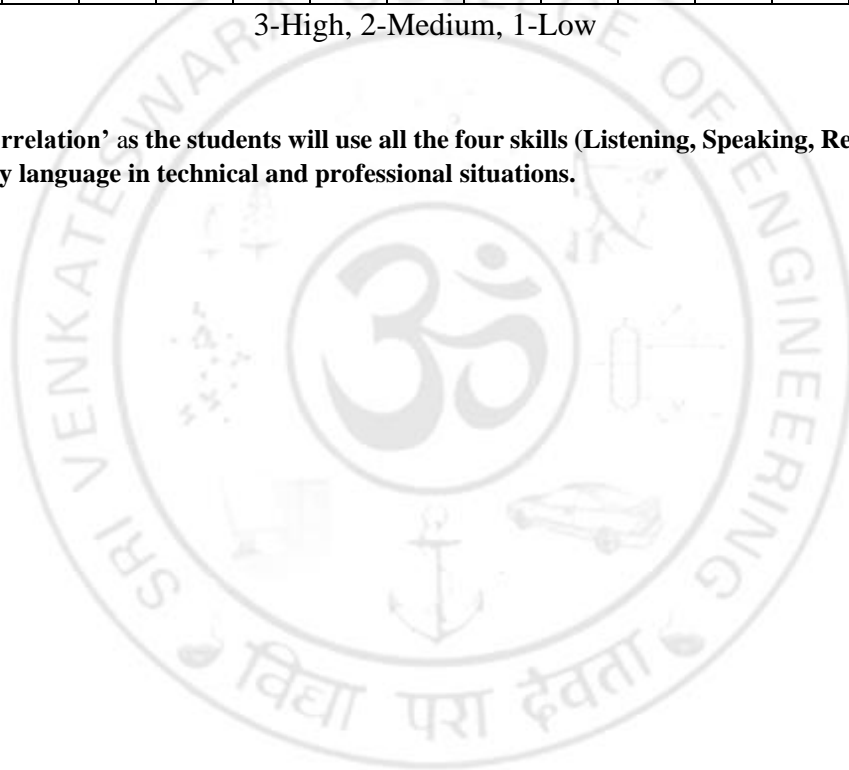 3-High, 2-Medium, 1-Low
rrelation’ as the students will use all the four skills (Listening, Speaking, Re
y language in technical and professional situations.
SRI VENKATESWARA COLLEGE OF ENGINEERING
विद्या परा देवता